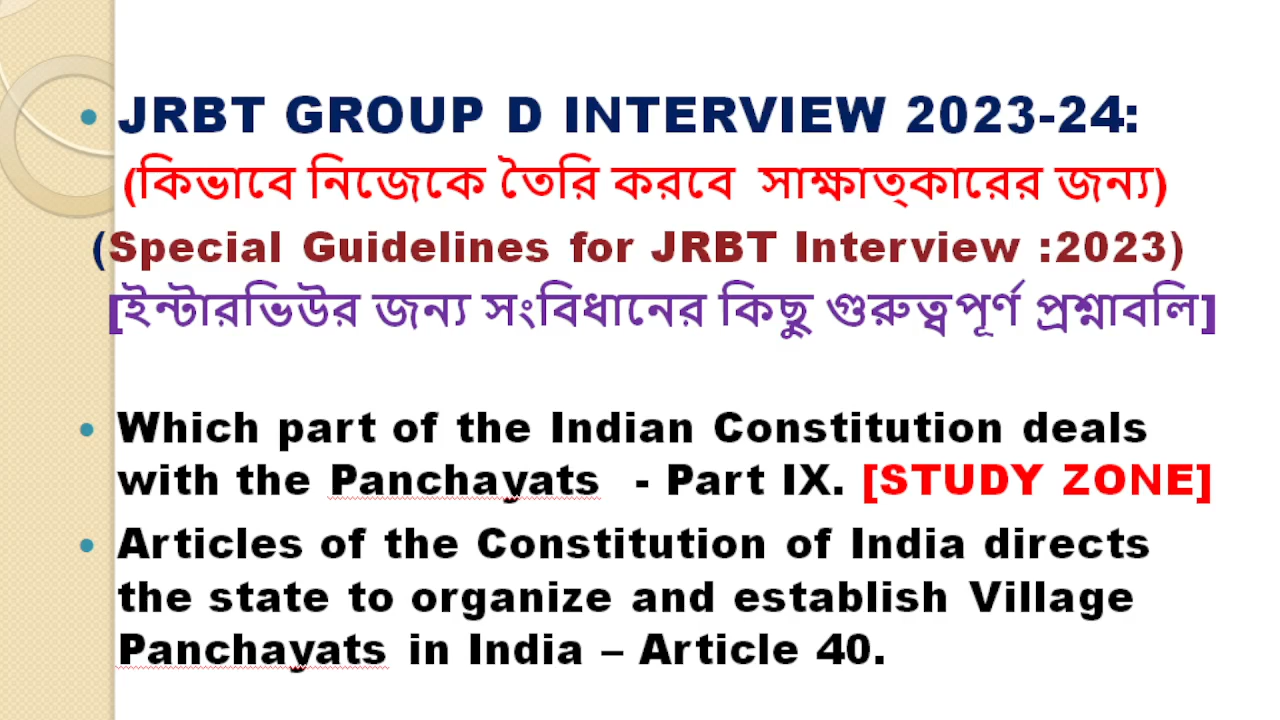 JRBT GROUP D INTERVIEW 2023-24:
(কিভাবে নিজেকে তৈরি করবে সাক্ষাত্কারের জন্য)
(Special Guidelines for JRBT Interview :2023)
[ইন্টারভিউর জন্য সংবিধানের কিছু গুরুত্বপূর্ণ প্রশ্নাবলি]
Which part of the Indian Constitution deals
with the Panchayats - Part IX. [STUDY ZONE]
Articles of the Constitution of India directs
the state to organize and establish Village
Panchayats in India – Article 40.